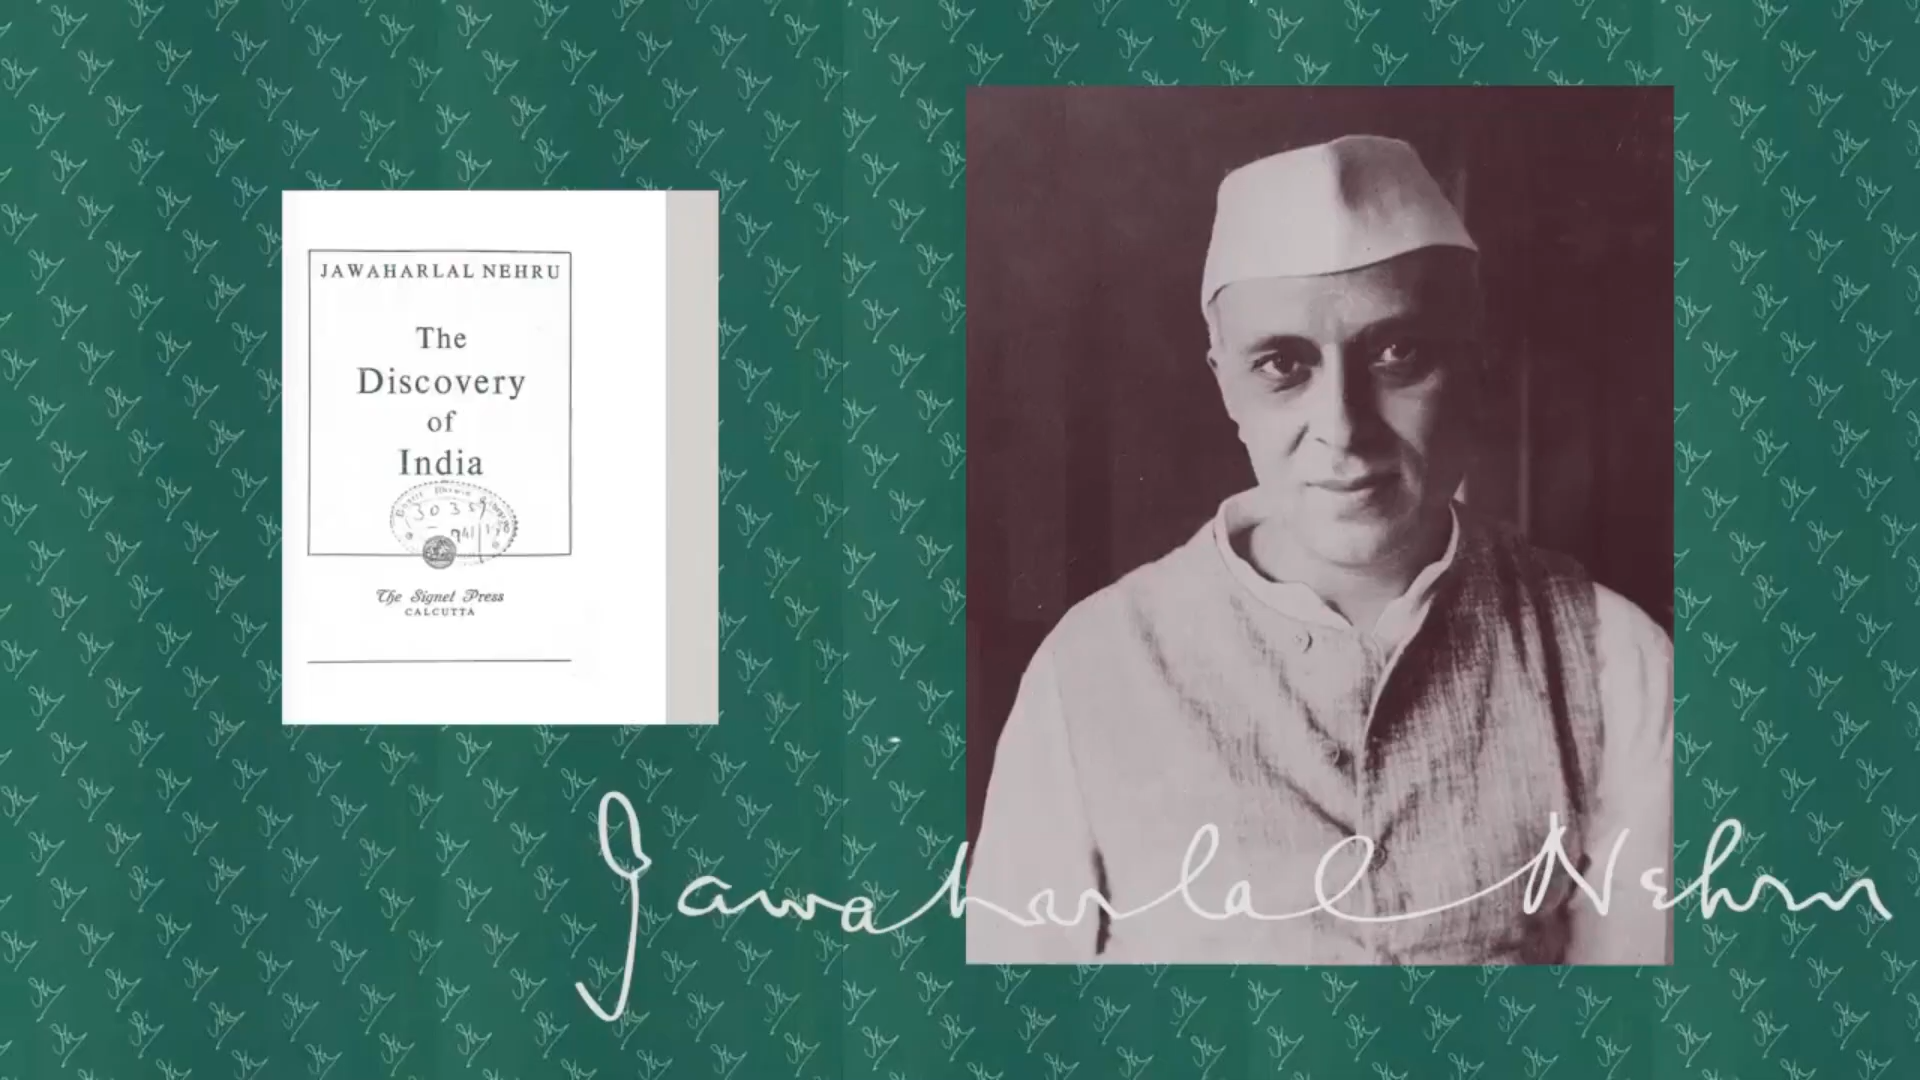 JAWAHARLAL NEHRU
The
Discovery
of
India
The Signet Press
CALCUTTA
Jawaharlal Nehru